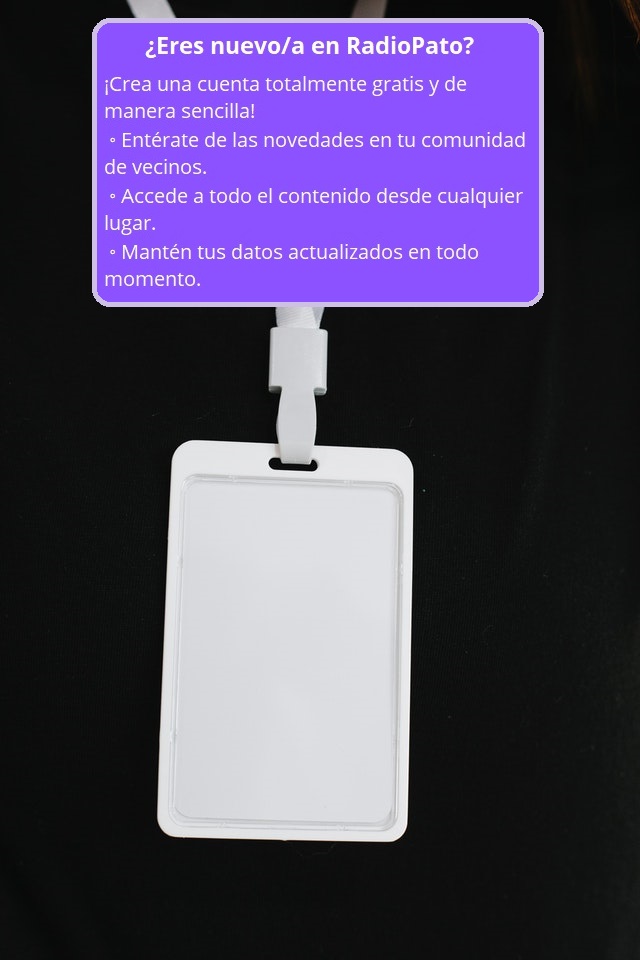 ¿Eres nuevo/a en RadioPato?
¡Crea una cuenta totalmente gratis y de
manera sencilla!
◦ Entérate de las novedades en tu comunidad
de vecinos.
◦ Accede a todo el contenido desde cualquier
lugar.
◦ Mantén tus datos actualizados en todo
momento.